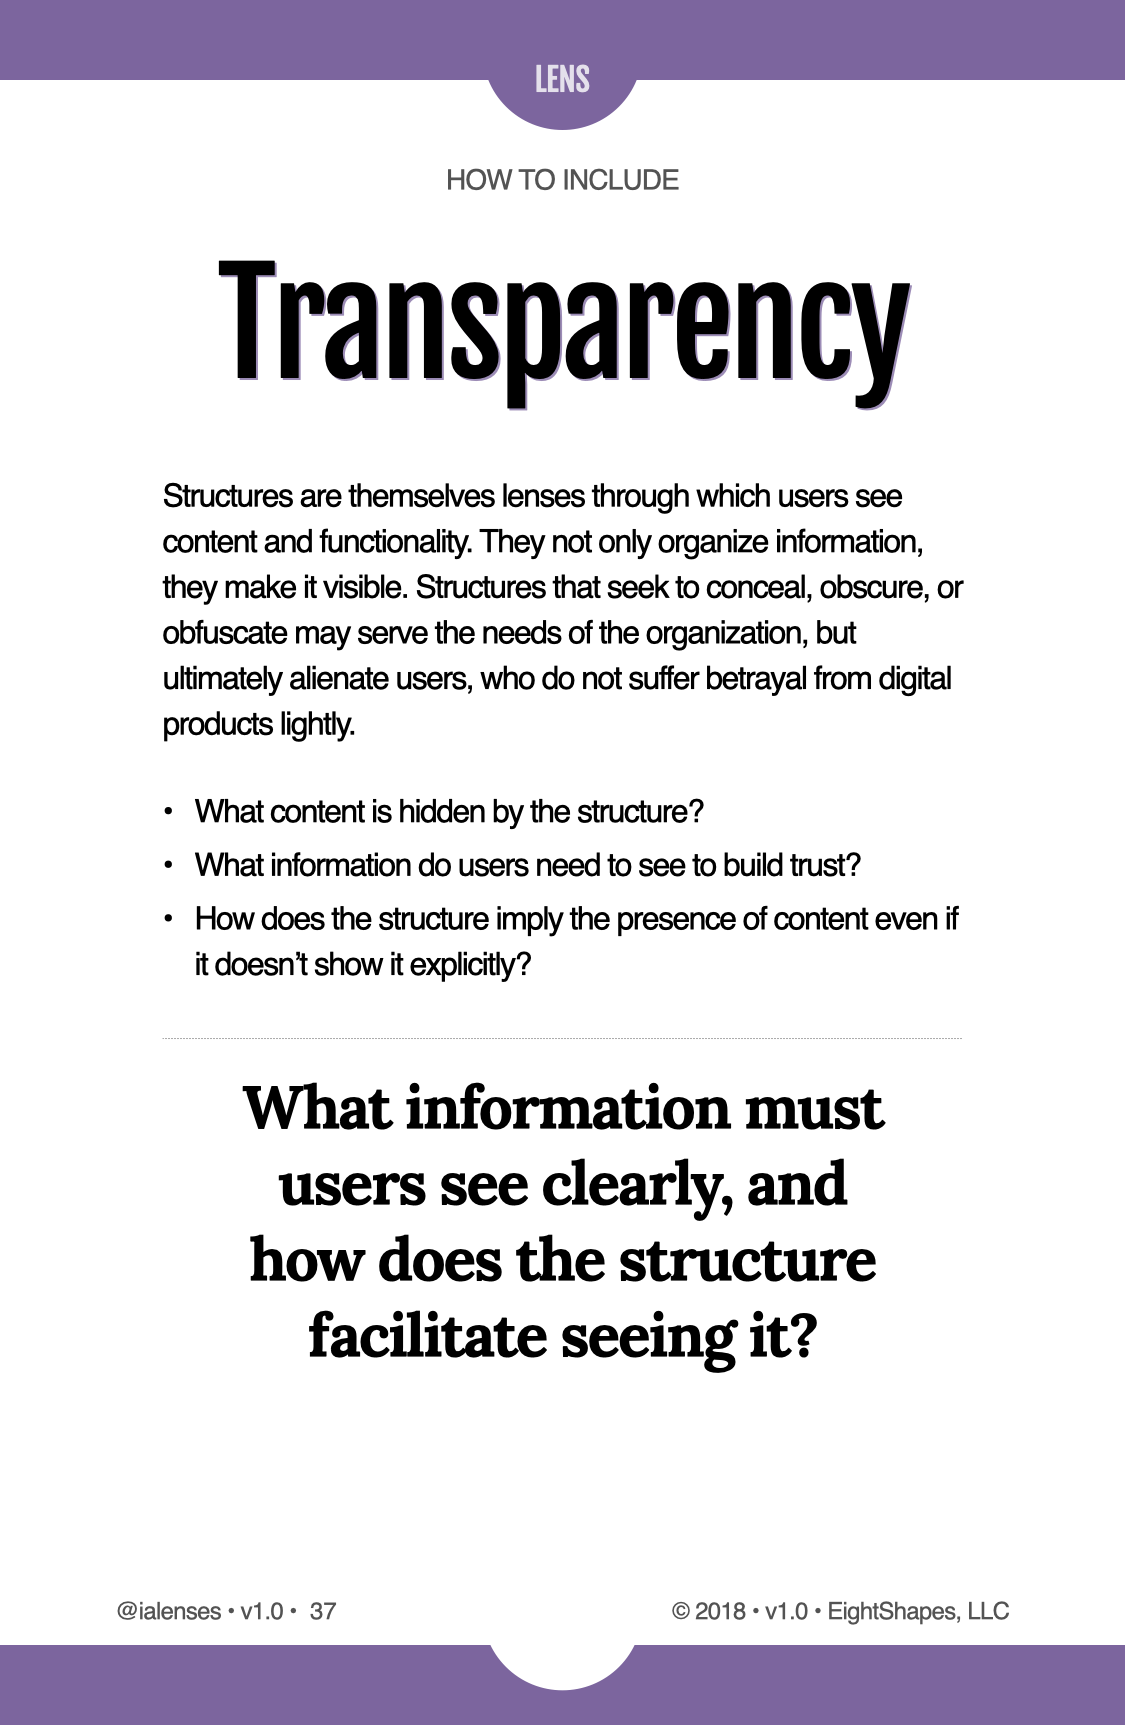 LENS
HOW TO INCLUDE
Transparency
Structures are themselves lenses through which users see
content and functionality. They not only organize information,
they make it visible. Structures that seek to conceal, obscure, or
obfuscate may serve the needs of the organization, but
ultimately alienate users, who do not suffer betrayal from digital
products lightly.
• What content is hidden by the structure?
• What information do users need to see to build trust?
• How does the structure imply the presence of content even if
it doesn’t show it explicitly?
What information must
users see clearly, and
how does the structure
facilitate seeing it?
@ialenses • v1.0 • 37
© 2018 • v1.0 • EightShapes, LLC